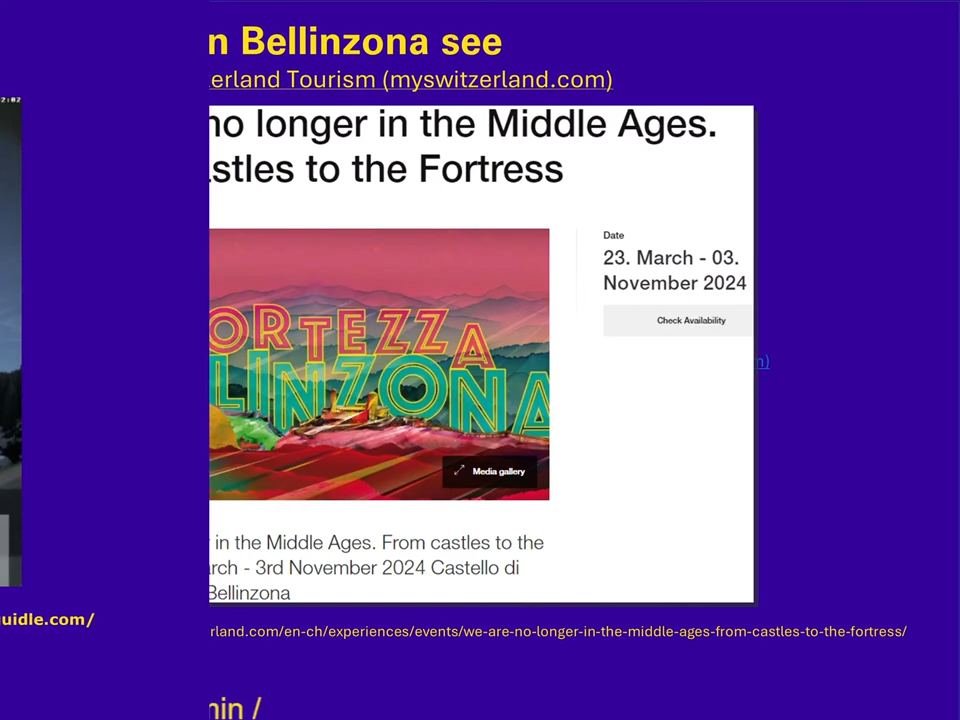 n Bellinzona see
erland Tourism (myswitzerland.com)
2:02
no longer in the Middle Ages.
stles to the Fortress
Date
23. March - 03.
November 2024
Check Availability
ORTEZZA
LINZONA
m)
Media gallery
in the Middle Ages. From castles to the
rch - 3rd November 2024 Castello di
Bellinzona
uidle.com/
rland.com/en-ch/experiences/events/we-are-no-longer-in-the-middle-ages-from-castles-to-the-fortress/
min /